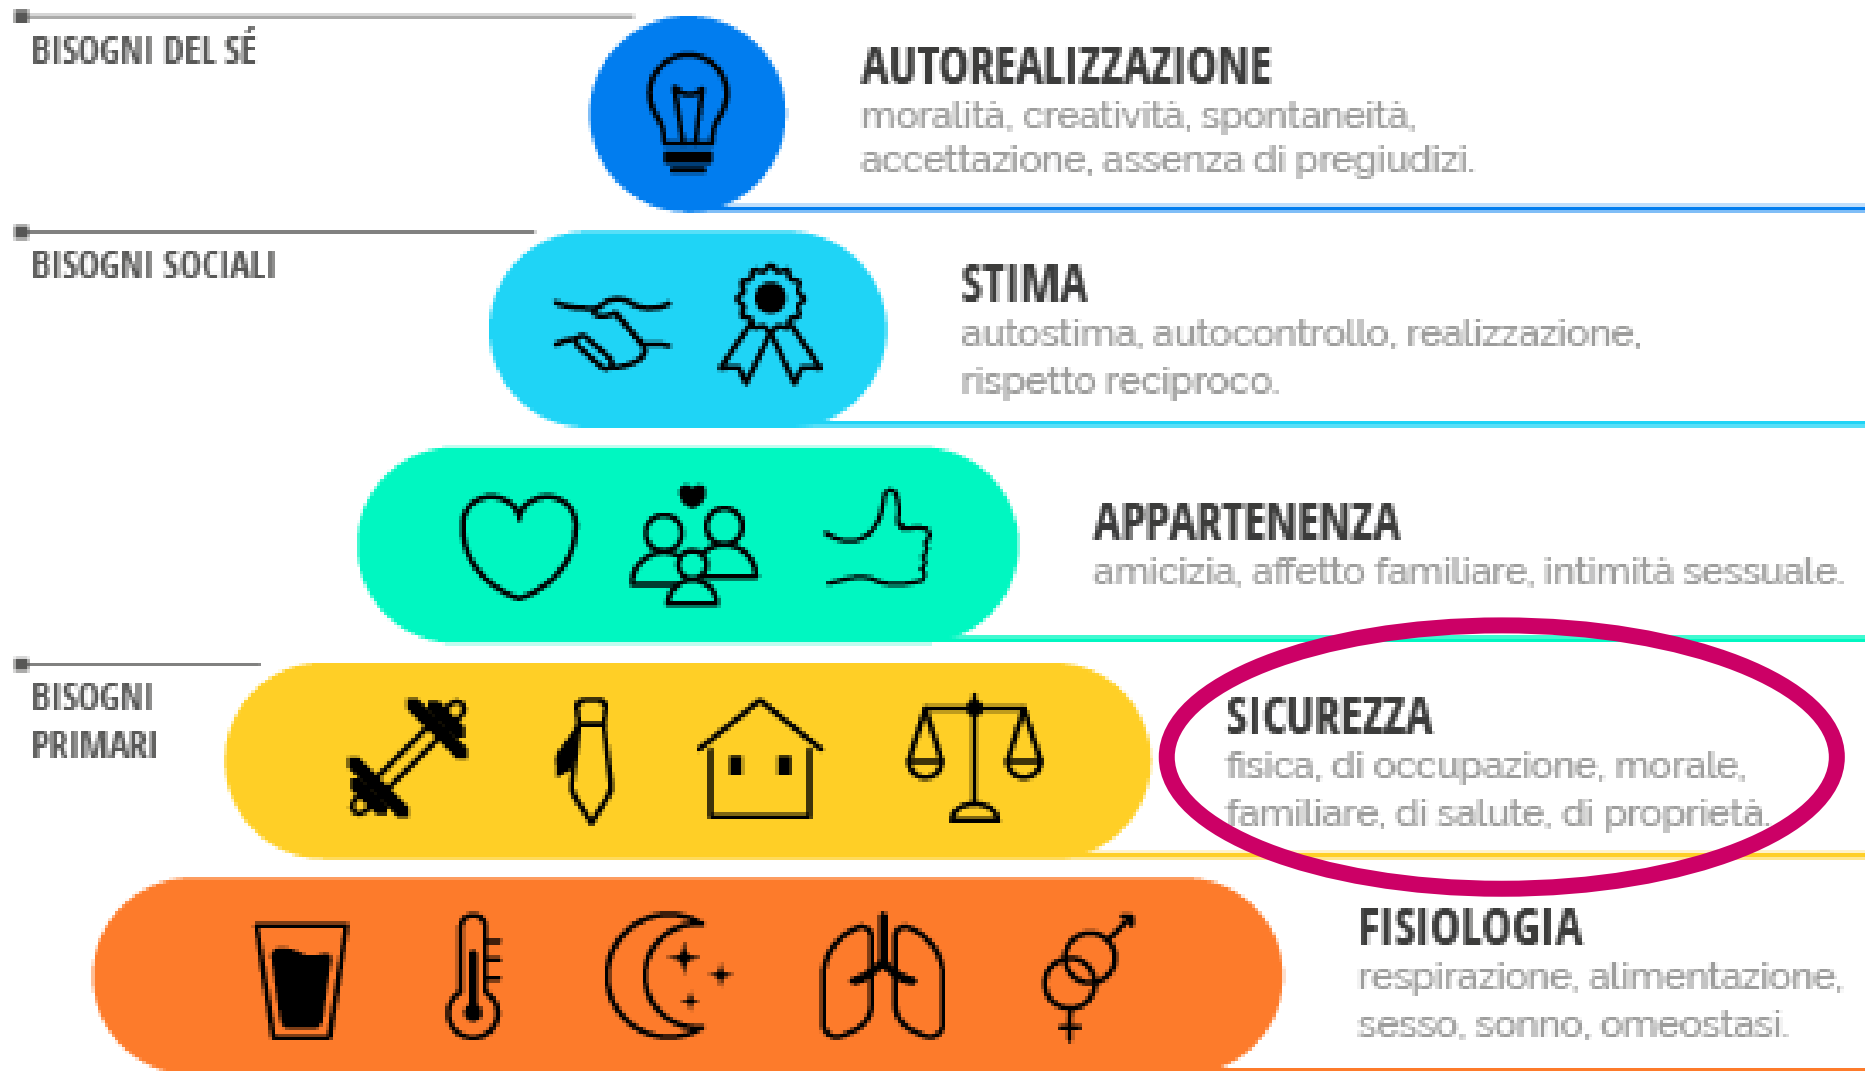 BISOGNI DEL SÉ
AUTOREALIZZAZIONE
moralità, creatività, spontaneità,
accettazione, assenza di pregiudizi.
BISOGNI SOCIALI
STIMA
autostima, autocontrollo, realizzazione,
rispetto reciproco.
APPARTENENZA
amicizia, affetto familiare, intimità sessuale.
BISOGNI
PRIMARI
SICUREZZA
fisica, di occupazione, morale,
familiare, di salute, di proprietà.
FISIOLOGIA
respirazione, alimentazione,
sesso, sonno, omeostasi.